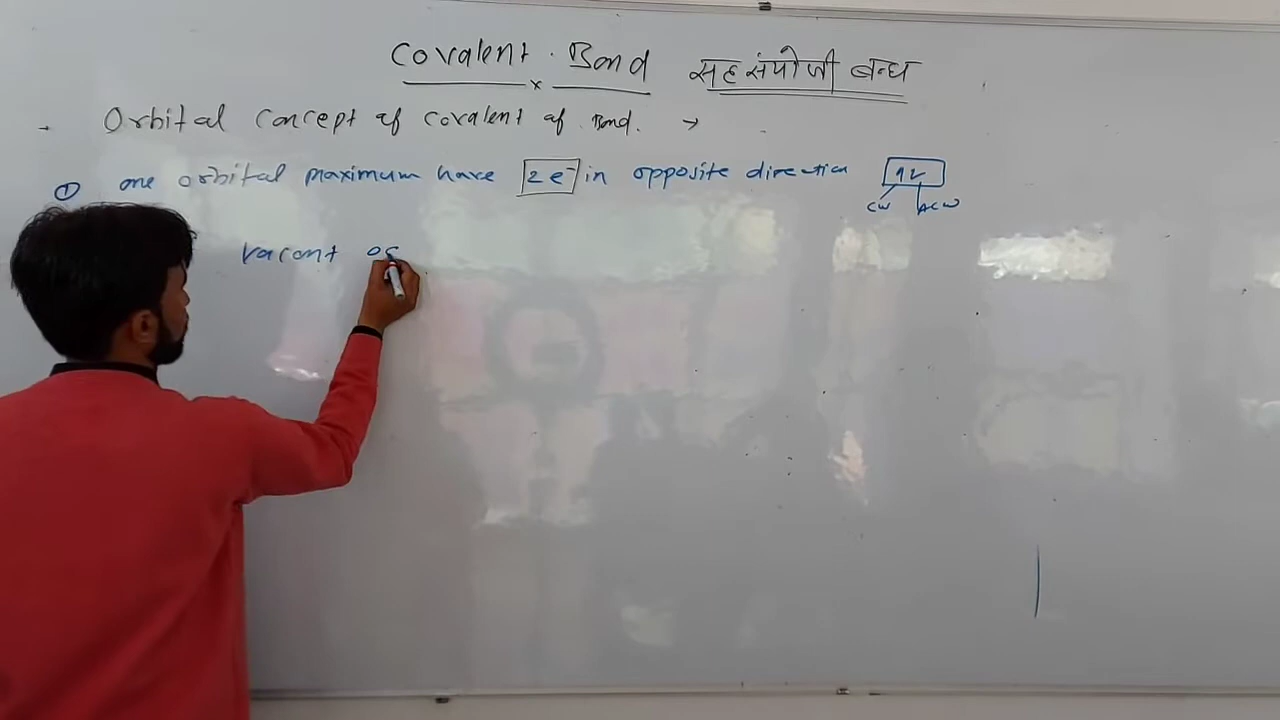 Covalent. Bond सहसंयोजी बन्ध
Orbital concept of covalent of Bond. →
① one orbital maximum have 2e⁻ in opposite direction 1L
CW ACW
Vacant